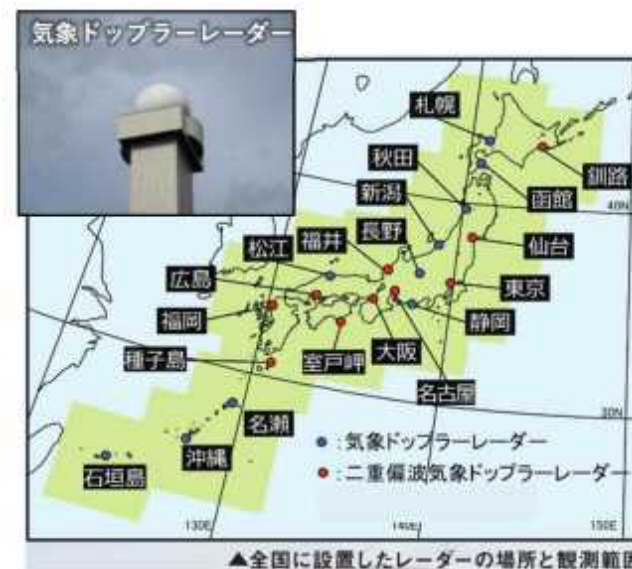 気象ドップラーレーダー
札幌
秋田
釧路
新潟
函館
40N
長野
福井
松江
仙台
広島
東京
福岡
静岡
種子島
室戸岬
大阪
名古屋
30N
名瀬
沖縄
石垣島
●:気象ドップラーレーダー
●:二重偏波気象ドップラーレーダー
130E
140E
150E
▲全国に設置したレーダーの場所と観測範囲